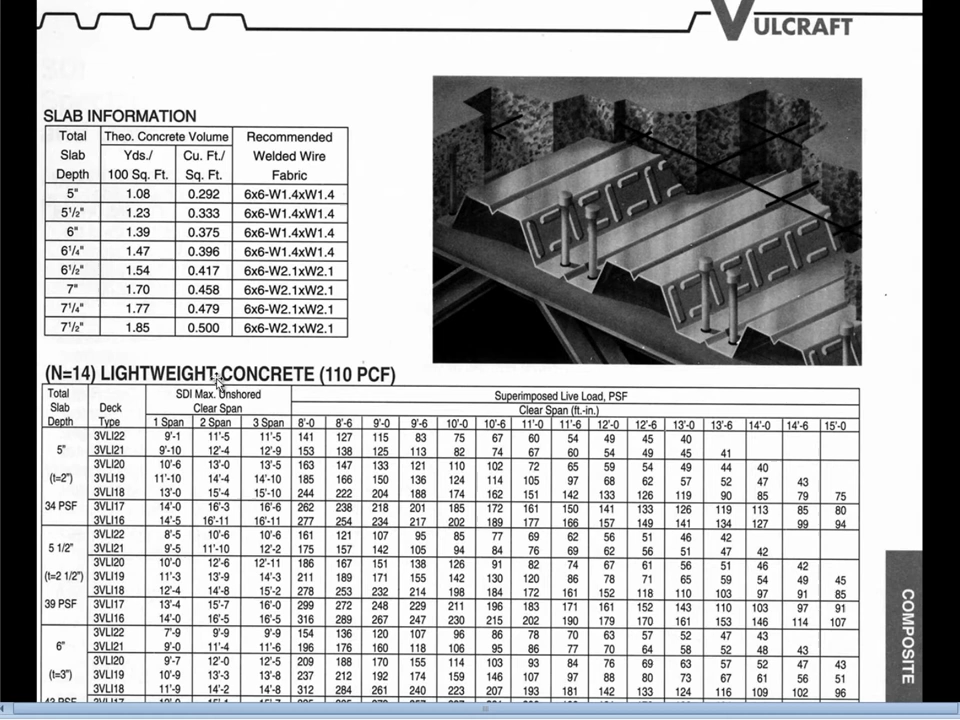 VULCRAFT
SLAB INFORMATION
Total Slab Depth | Theo. Concrete Volume | Recommended Welded Wire Fabric
Yds./ 100 Sq. Ft. | Cu. Ft./ Sq. Ft.
5" 1.08 0.292 6x6-W1.4xW1.4
5 1/2" 1.23 0.333 6x6-W1.4xW1.4
6" 1.39 0.375 6x6-W1.4xW1.4
6 1/4" 1.47 0.396 6x6-W1.4xW1.4
6 1/2" 1.54 0.417 6x6-W2.1xW2.1
7" 1.70 0.458 6x6-W2.1xW2.1
7 1/4" 1.77 0.479 6x6-W2.1xW2.1
7 1/2" 1.85 0.500 6x6-W2.1xW2.1
(N=14) LIGHTWEIGHT CONCRETE (110 PCF)
Total Slab Depth | Deck Type | SDI Max. Unshored Clear Span | Superimposed Live Load, PSF
Clear Span (ft.-in.)
1 Span 2 Span 3 Span 8'-0 8'-6 9'-0 9'-6 10'-0 10'-6 11'-0 11'-6 12'-0 12'-6 13'-0 13'-6 14'-0 14'-6 15'-0
3VLI22 9'-1 11'-5 11'-5 141 127 115 83 75 67 60 54 49 45 40
5" 3VLI21 9'-10 12'-4 12'-9 153 138 125 113 82 74 67 60 54 49 45 41
3VLI20 10'-6 13'-0 13'-5 163 147 133 121 110 102 72 65 59 54 49 44 40
(t=2") 3VLI19 11'-10 14'-4 14'-10 185 166 150 136 124 114 105 97 68 62 57 52 47 43
3VLI18 13'-0 15'-4 15'-10 244 222 204 188 174 162 151 142 133 126 119 90 85 79 75
34 PSF 3VLI17 14'-0 16'-3 16'-6 262 238 218 201 185 172 161 150 141 133 126 119 113 85 80
3VLI16 14'-5 16'-11 16'-11 277 254 234 217 202 189 177 166 157 149 141 134 127 99 94
3VLI22 8'-5 10'-6 10'-6 161 121 107 95 85 77 69 62 56 51 46 42
5 1/2" 3VLI21 9'-5 11'-10 12'-2 175 157 142 105 94 84 76 69 62 56 51 47 42
3VLI20 10'-0 12'-6 12'-11 186 167 151 138 126 91 82 74 67 61 56 51 46 42
(t=2 1/2") 3VLI19 11'-3 13'-9 14'-3 211 189 171 155 142 130 120 86 78 71 65 59 54 49 45
3VLI18 12'-4 14'-8 15'-2 278 253 232 214 198 184 172 161 152 118 110 103 97 91 85
39 PSF 3VLI17 13'-4 15'-7 16'-0 299 272 248 229 211 196 183 171 161 152 143 110 103 97 91
3VLI16 14'-0 16'-5 16'-5 316 289 267 247 230 215 202 190 179 170 161 153 146 114 107
3VLI22 7'-9 9'-9 9'-9 154 136 120 107 96 86 78 70 63 57 52 47 43
6" 3VLI21 9'-0 11'-4 11'-6 196 176 160 118 106 95 86 77 70 64 58 52 48 43
3VLI20 9'-7 12'-0 12'-5 209 188 170 155 114 103 93 84 76 69 63 57 52 47 43
(t=3") 3VLI19 10'-9 13'-3 13'-8 237 212 192 174 159 146 107 97 88 80 73 67 61 56 51
3VLI18 11'-9 14'-2 14'-8 312 284 261 240 223 207 193 181 142 133 124 116 109 102 96
COMPOSITE